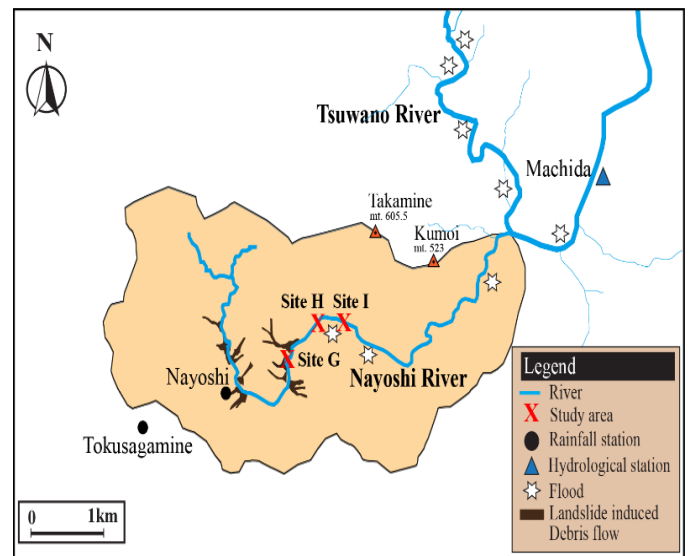 N
Tsuwano River
Machida
Takamine
mt. 605.5
Kumoi
mt. 523
Site H
Site I
Site G
Nayoshi
Nayoshi River
Tokusagamine
0 1km
Legend
River
Study area
Rainfall station
Hydrological station
Flood
Landslide induced
Debris flow